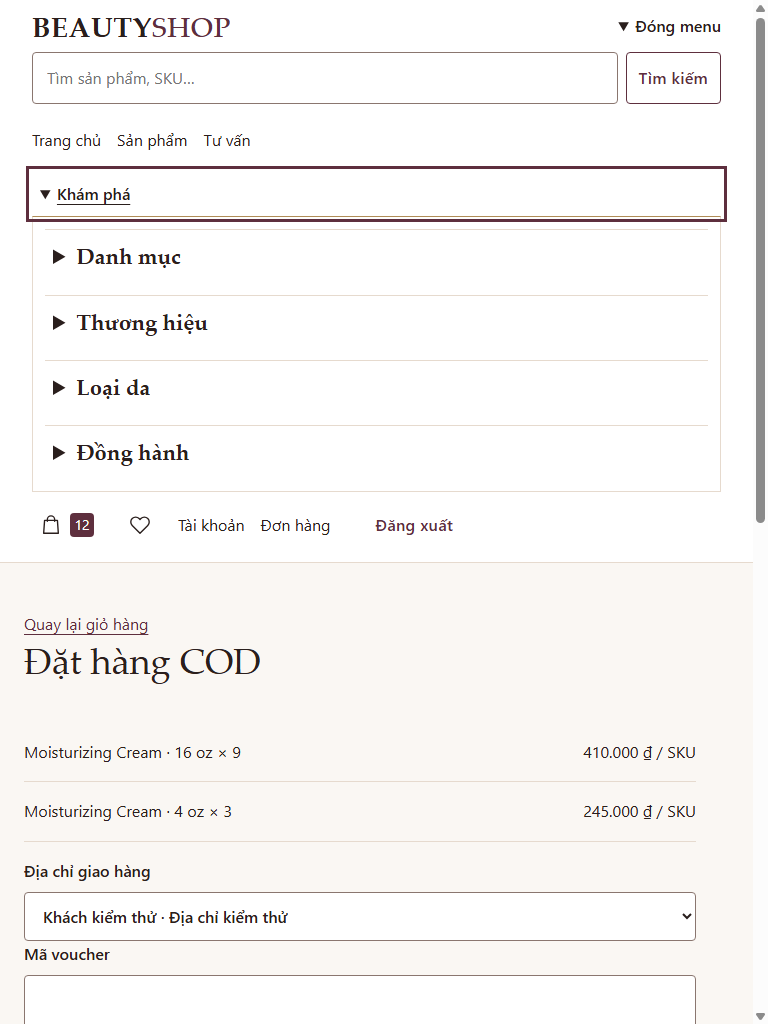 BEAUTYSHOP
▼ Đóng menu
Tìm sản phẩm, SKU...
Tìm kiếm
Trang chủ Sản phẩm Tư vấn
▼ Khám phá
▶ Danh mục
▶ Thương hiệu
▶ Loại da
▶ Đồng hành
12 Tài khoản Đơn hàng Đăng xuất
Quay lại giỏ hàng
Đặt hàng COD
Moisturizing Cream · 16 oz × 9 410.000 ₫ / SKU
Moisturizing Cream · 4 oz × 3 245.000 ₫ / SKU
Địa chỉ giao hàng
Khách kiểm thử · Địa chỉ kiểm thử
Mã voucher